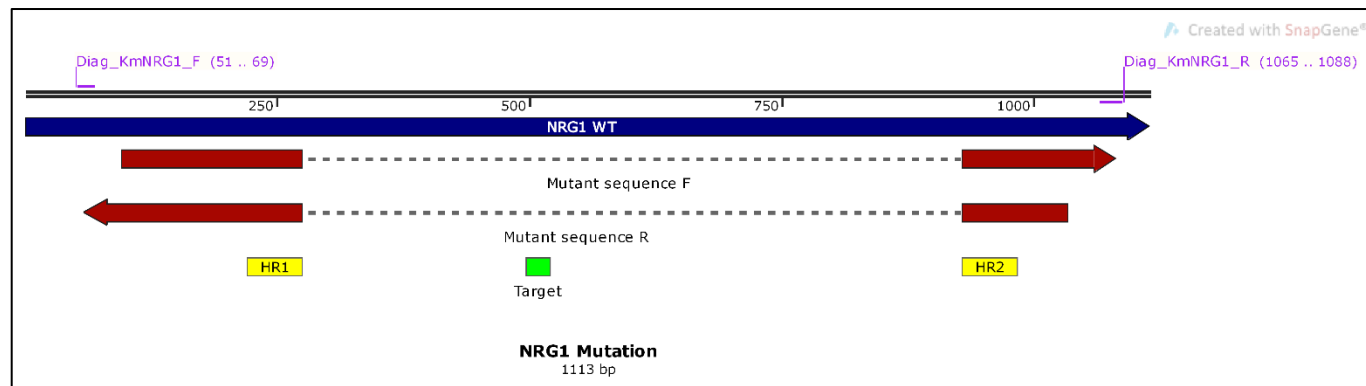 Created with SnapGene®
Diag_KmNRG1_F (51 .. 69)
Diag_KmNRG1_R (1065 .. 1088)
250
500
750
1000
NRG1 WT
Mutant sequence F
Mutant sequence R
HR1
HR2
Target
NRG1 Mutation
1113 bp